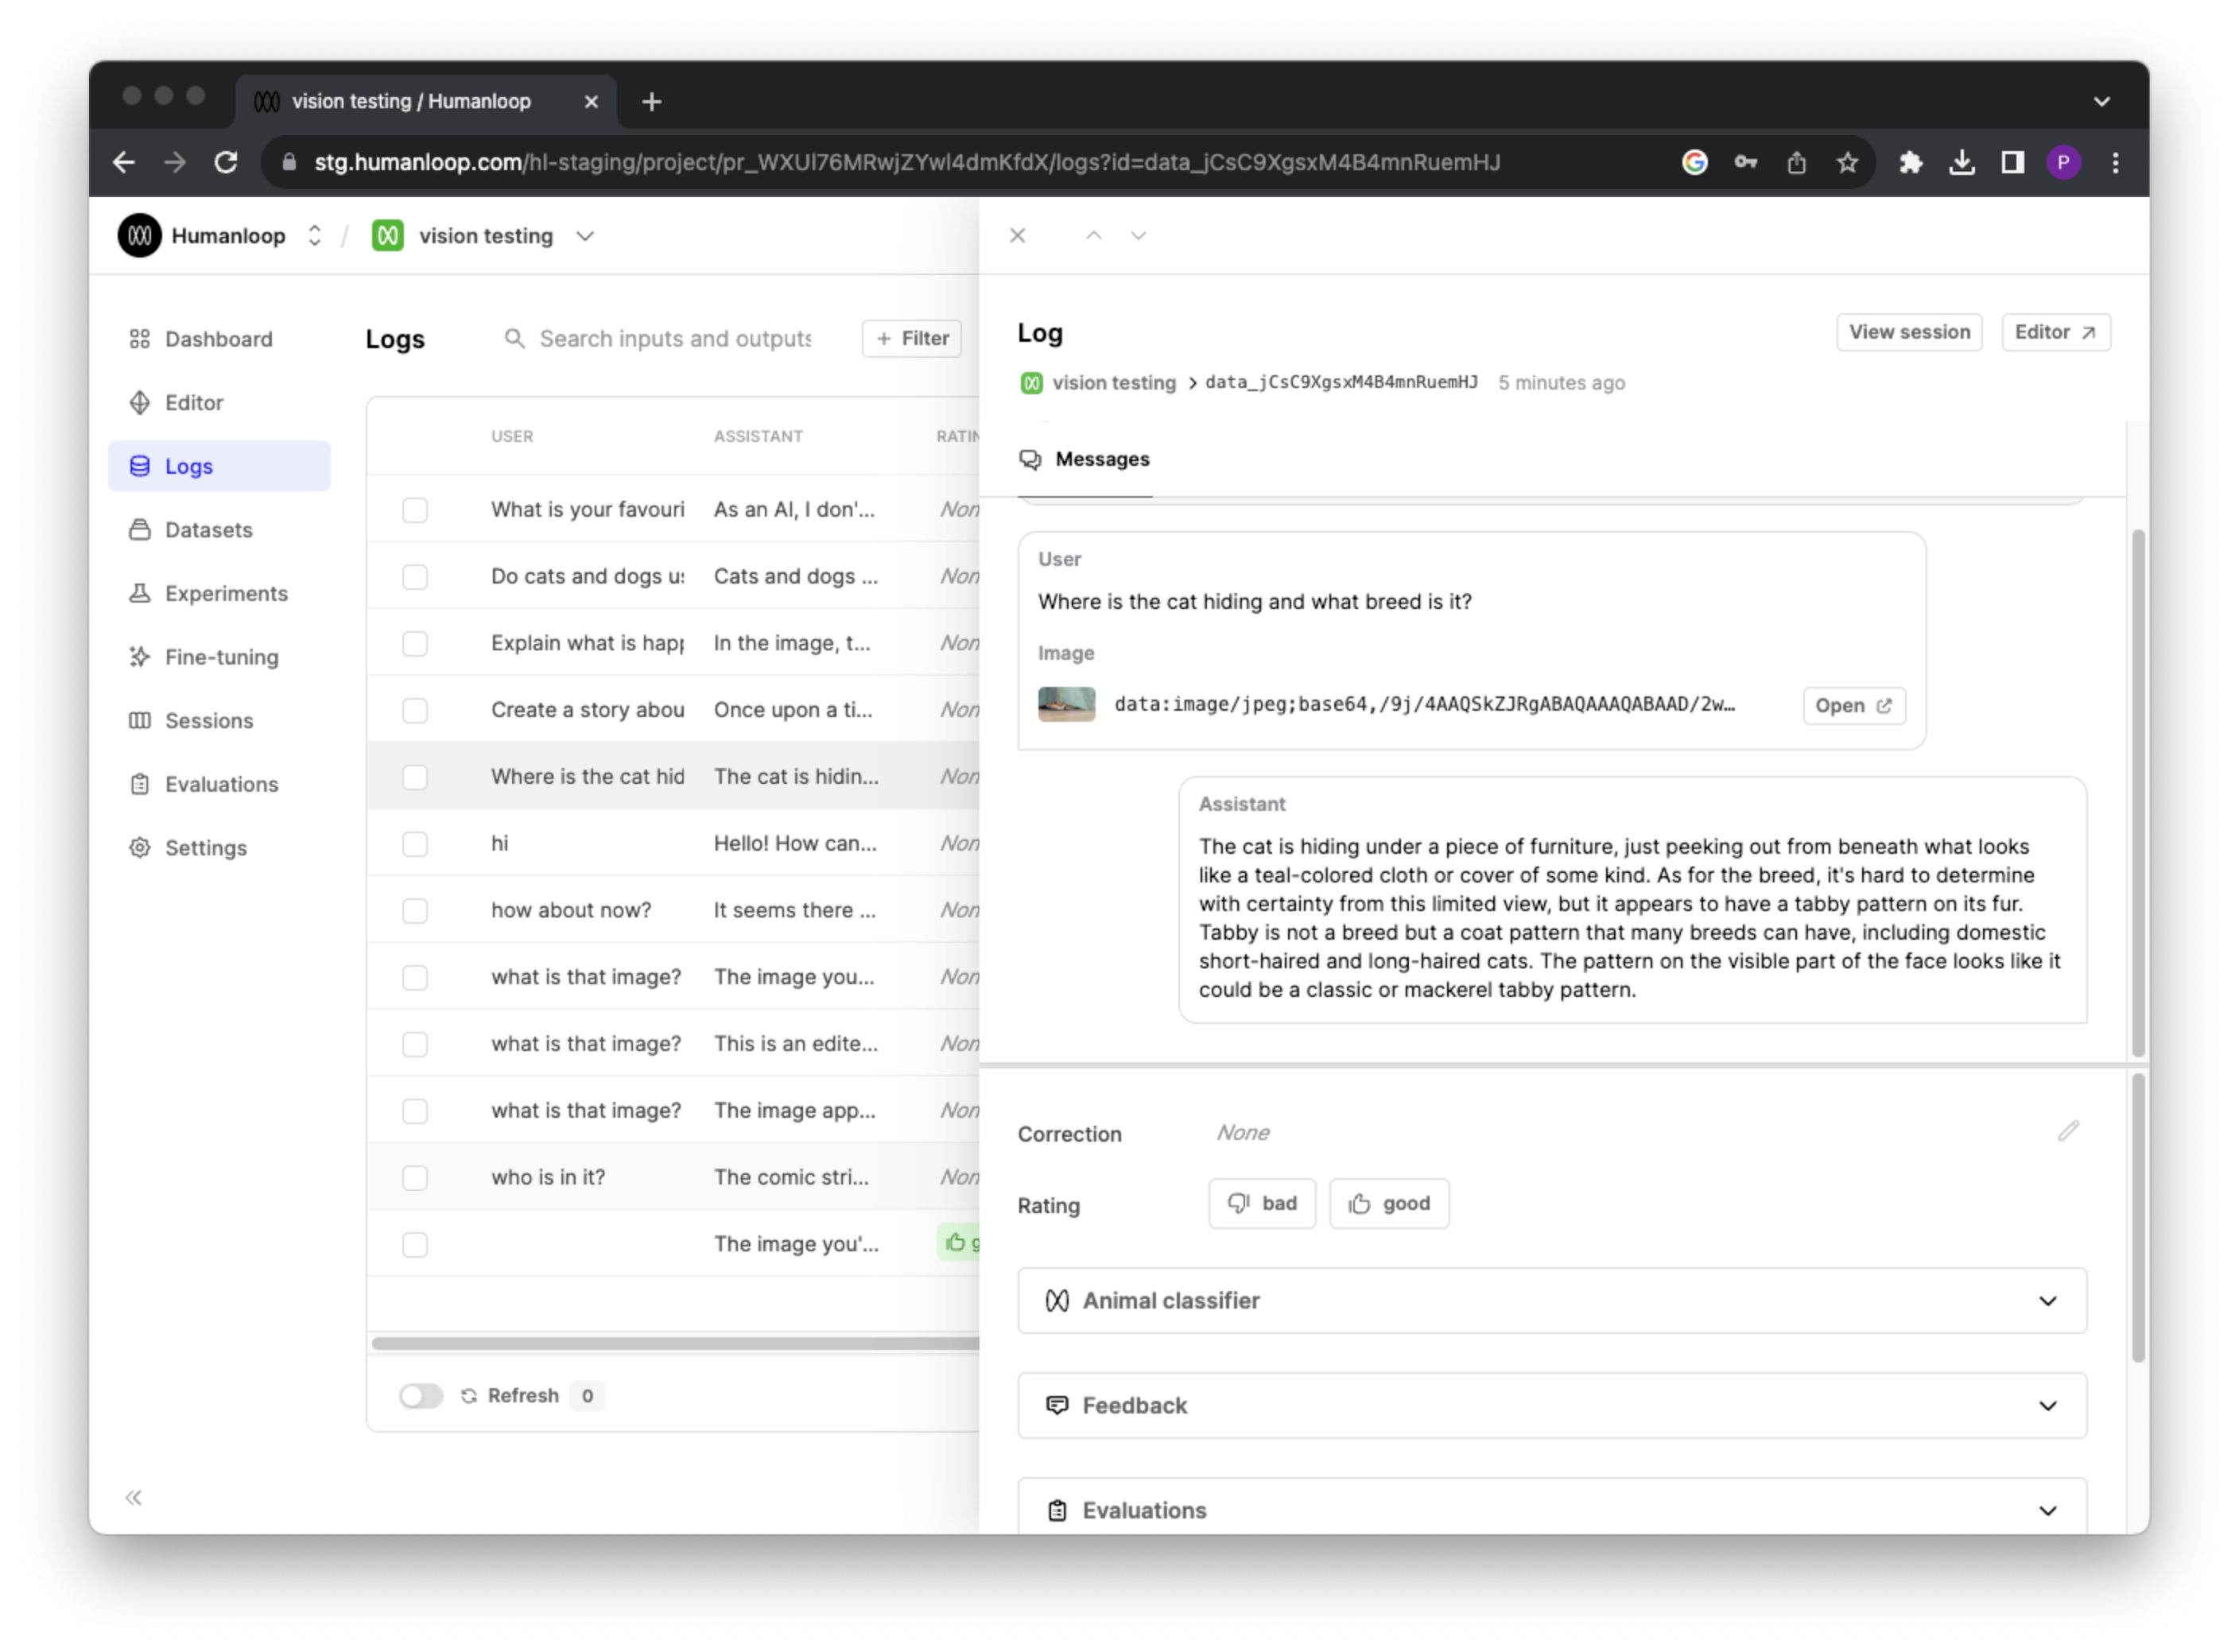 vision testing / Humanloop
stg.humanloop.com/hl-staging/project/pr_WXUI76MRwjZYwl4dmKfdX/logs?id=data_jCsC9XgsxM4B4mnRuemHJ
P
Humanloop / vision testing
Dashboard
Editor
Logs
Datasets
Experiments
Fine-tuning
Sessions
Evaluations
Settings
Logs Search inputs and outputs + Filter
USER ASSISTANT RATIN
What is your favouri As an AI, I don'... Non
Do cats and dogs us Cats and dogs ... Non
Explain what is happ In the image, t... Non
Create a story abou Once upon a ti... Non
Where is the cat hid The cat is hidin... Non
hi Hello! How can... Non
how about now? It seems there ... Non
what is that image? The image you... Non
what is that image? This is an edite... Non
what is that image? The image app... Non
who is in it? The comic stri... Non
The image you'... g
Refresh 0
Log
View session Editor
vision testing > data_jCsC9XgsxM4B4mnRuemHJ 5 minutes ago
Messages
User
Where is the cat hiding and what breed is it?
Image
data:image/jpeg;base64,/9j/4AAQSkZJRgABAQAAAQABAAD/2w… Open
Assistant
The cat is hiding under a piece of furniture, just peeking out from beneath what looks
like a teal-colored cloth or cover of some kind. As for the breed, it's hard to determine
with certainty from this limited view, but it appears to have a tabby pattern on its fur.
Tabby is not a breed but a coat pattern that many breeds can have, including domestic
short-haired and long-haired cats. The pattern on the visible part of the face looks like it
could be a classic or mackerel tabby pattern.
Correction None
Rating bad good
Animal classifier
Feedback
Evaluations